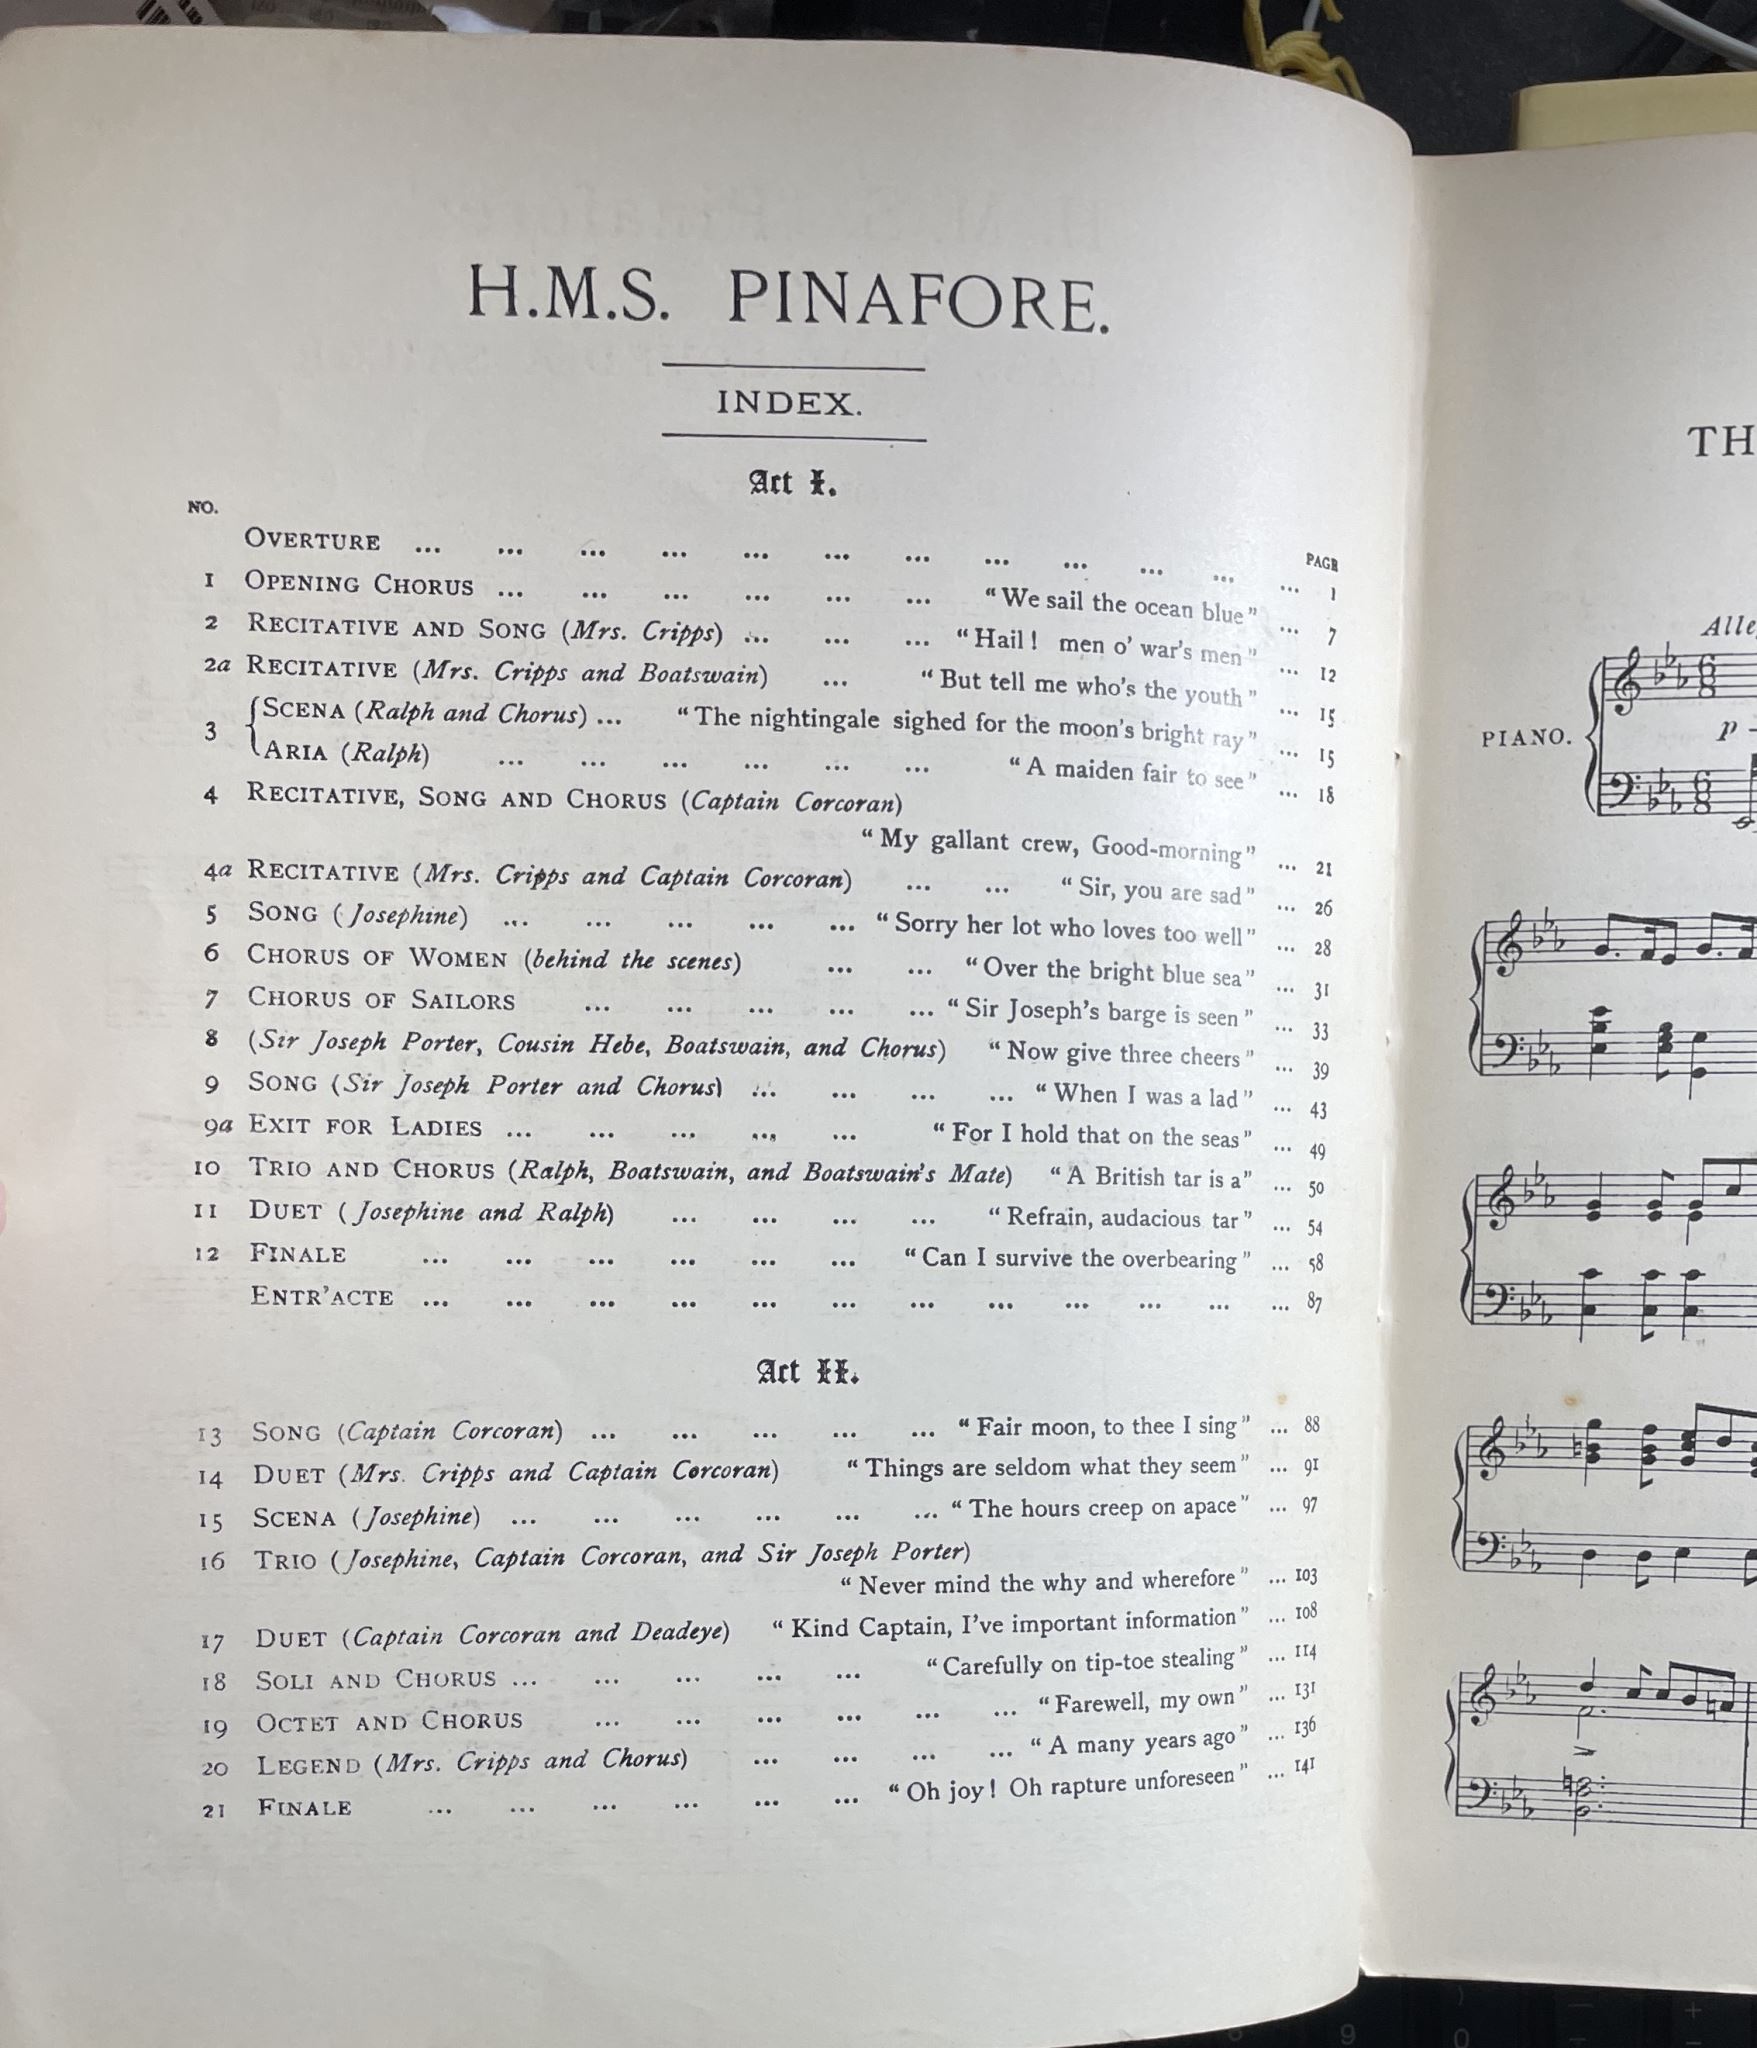 H.M.S. PINAFORE.
INDEX.
Act I.
NO.
PAGE
OVERTURE ... ... ... ... ... ... ... ... ... ... ... ... 1
1 OPENING CHORUS ... ... ... ... ... ... “We sail the ocean blue” ... 7
2 RECITATIVE AND SONG (Mrs. Cripps) ... ... ... “Hail! men o' war's men” ... 12
2a RECITATIVE (Mrs. Cripps and Boatswain) ... “But tell me who's the youth” ... 15
3 SCENA (Ralph and Chorus) ... “The nightingale sighed for the moon's bright ray” ... 15
ARIA (Ralph) ... ... ... ... ... ... “A maiden fair to see” ... 18
4 RECITATIVE, SONG AND CHORUS (Captain Corcoran)
“My gallant crew, Good-morning” ... 21
4a RECITATIVE (Mrs. Cripps and Captain Corcoran) ... ... “Sir, you are sad” ... 26
5 SONG (Josephine) ... ... ... ... ... “Sorry her lot who loves too well” ... 28
6 CHORUS OF WOMEN (behind the scenes) ... ... “Over the bright blue sea” ... 31
7 CHORUS OF SAILORS ... ... ... ... ... “Sir Joseph's barge is seen” ... 33
8 (Sir Joseph Porter, Cousin Hebe, Boatswain, and Chorus) “Now give three cheers” ... 39
9 SONG (Sir Joseph Porter and Chorus) ... ... ... ... “When I was a lad” ... 43
9a EXIT FOR LADIES ... ... ... ... ... “For I hold that on the seas” ... 49
10 TRIO AND CHORUS (Ralph, Boatswain, and Boatswain's Mate) “A British tar is a” ... 50
11 DUET (Josephine and Ralph) ... ... ... ... “Refrain, audacious tar” ... 54
12 FINALE ... ... ... ... ... ... “Can I survive the overbearing” ... 58
ENTR'ACTE ... ... ... ... ... ... ... ... ... ... ... ... 87
Act II.
13 SONG (Captain Corcoran) ... ... ... ... ... “Fair moon, to thee I sing” ... 88
14 DUET (Mrs. Cripps and Captain Corcoran) “Things are seldom what they seem” ... 91
15 SCENA (Josephine) ... ... ... ... ... ... “The hours creep on apace” ... 97
16 TRIO (Josephine, Captain Corcoran, and Sir Joseph Porter)
“Never mind the why and wherefore” ... 103
17 DUET (Captain Corcoran and Deadeye) “Kind Captain, I've important information” ... 108
18 SOLI AND CHORUS ... ... ... ... ... “Carefully on tip-toe stealing” ... 114
19 OCTET AND CHORUS ... ... ... ... ... ... “Farewell, my own” ... 131
20 LEGEND (Mrs. Cripps and Chorus) ... ... ... ... “A many years ago” ... 136
21 FINALE ... ... ... ... ... ... “Oh joy! Oh rapture unforeseen” ... 141
TH
Alle
PIANO.
p
6
8
6
8
8 9 0